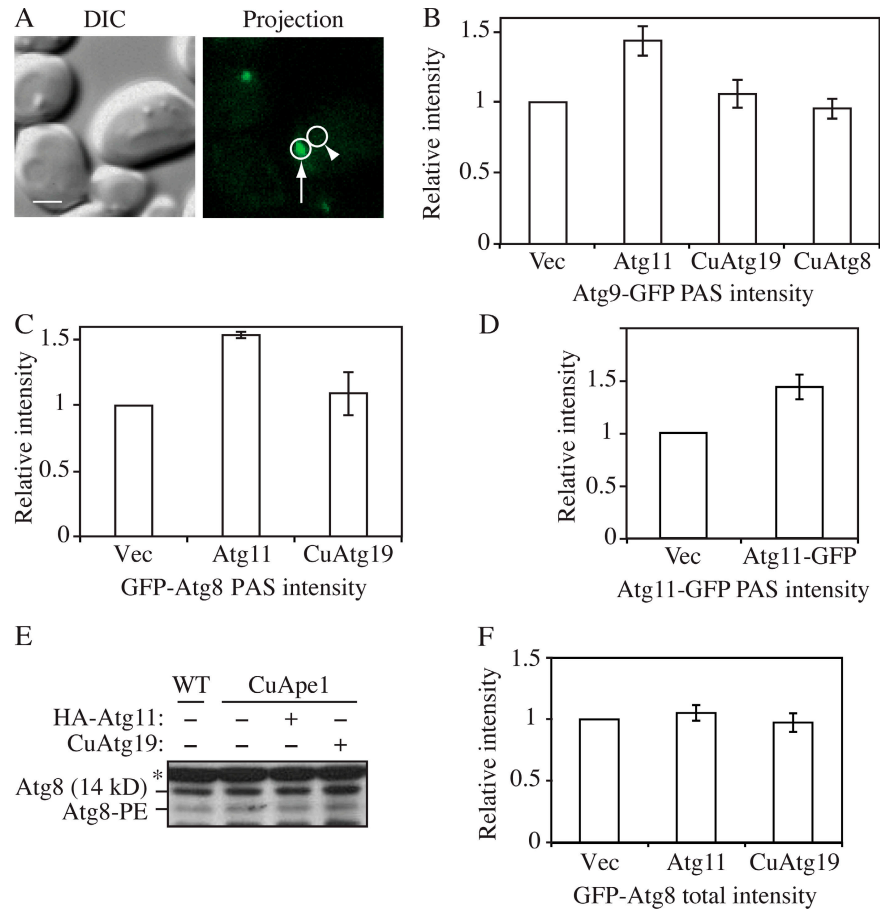 A
DIC
Projection
B
Relative intensity
1.5
1
0.5
0
Vec Atg11 CuAtg19 CuAtg8
Atg9-GFP PAS intensity
C
Relative intensity
1.5
1
0.5
0
Vec Atg11 CuAtg19
GFP-Atg8 PAS intensity
D
Relative intensity
1.5
1
0.5
0
Vec Atg11-GFP
Atg11-GFP PAS intensity
E
WT CuApe1
HA-Atg11: – – + –
CuAtg19: – – – +
*
Atg8 (14 kD)
Atg8-PE
F
Relative intensity
1.5
1
0.5
0
Vec Atg11 CuAtg19
GFP-Atg8 total intensity